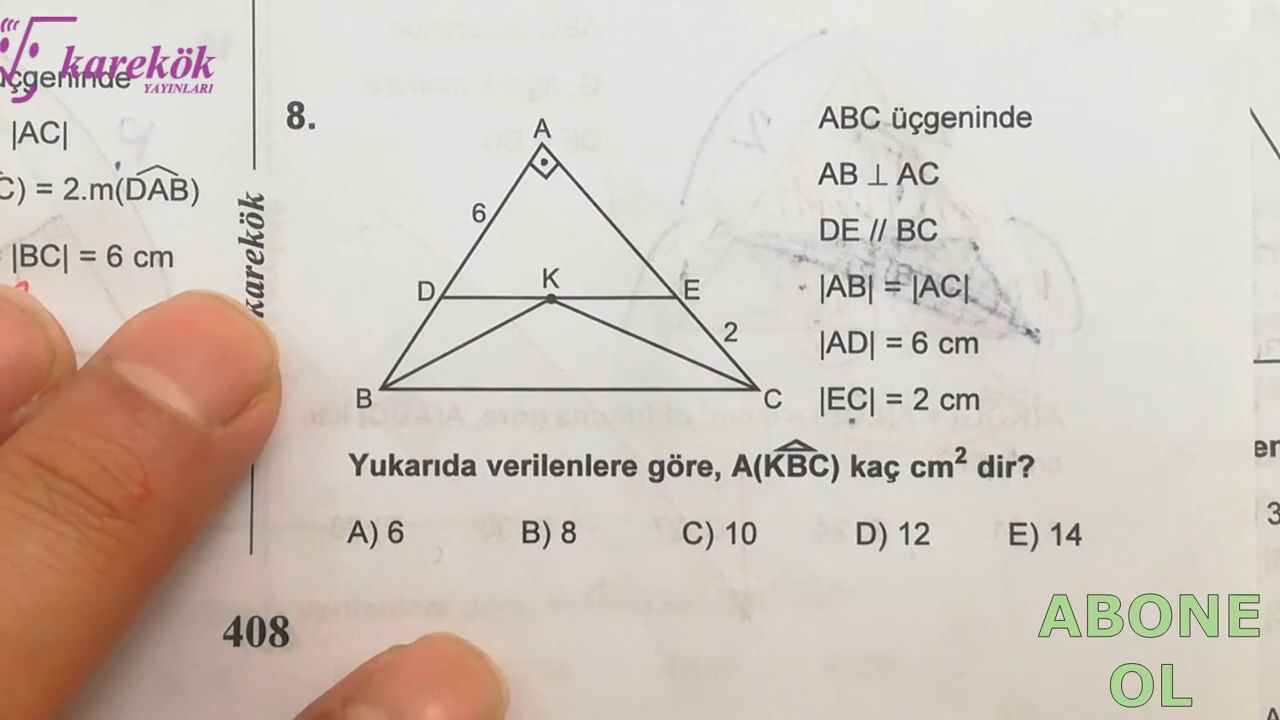 karekök
YAYINLARI
üçgeninde
|AC|
C) = 2.m(DAB)
|BC| = 6 cm
karekök
8.
A
6
D
K
E
2
B
C
ABC üçgeninde
AB ⊥ AC
DE // BC
|AB| = |AC|
|AD| = 6 cm
|EC| = 2 cm
Yukarıda verilenlere göre, A(KBC) kaç cm² dir?
A) 6 B) 8 C) 10 D) 12 E) 14
408
ABONE
OL